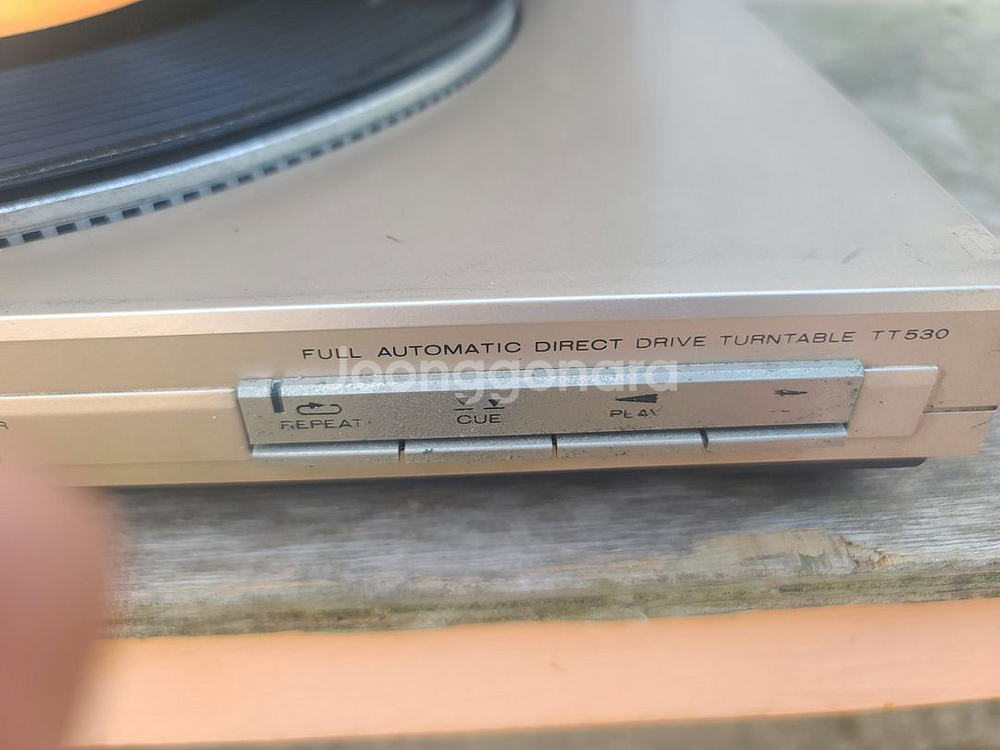 FULL AUTOMATIC DIRECT DRIVE TURNTABLE TT530
Joonggonara
REPEAT
CUE
PLAY
R